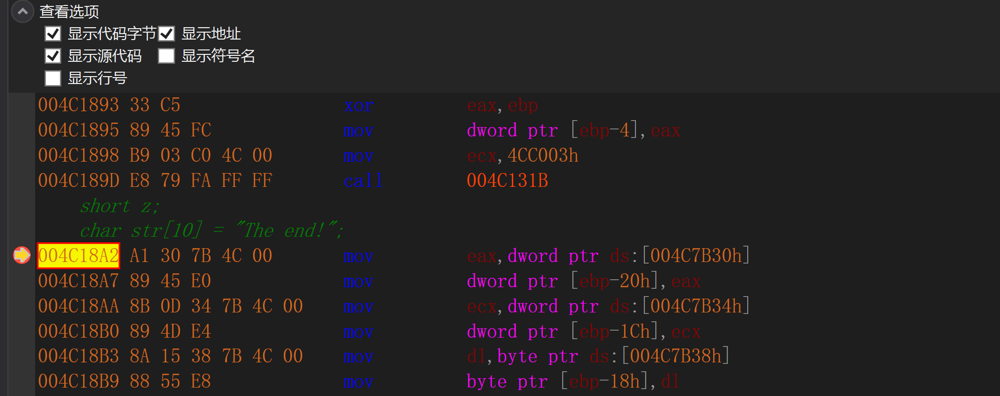 查看选项
显示代码字节 显示地址
显示源代码 显示符号名
显示行号
004C1893 33 C5 xor eax,ebp
004C1895 89 45 FC mov dword ptr [ebp-4],eax
004C1898 B9 03 C0 4C 00 mov ecx,4CC003h
004C189D E8 79 FA FF FF call 004C131B
short z;
char str[10] = "The end!";
004C18A2 A1 30 7B 4C 00 mov eax,dword ptr ds:[004C7B30h]
004C18A7 89 45 E0 mov dword ptr [ebp-20h],eax
004C18AA 8B 0D 34 7B 4C 00 mov ecx,dword ptr ds:[004C7B34h]
004C18B0 89 4D E4 mov dword ptr [ebp-1Ch],ecx
004C18B3 8A 15 38 7B 4C 00 mov dl,byte ptr ds:[004C7B38h]
004C18B9 88 55 E8 mov byte ptr [ebp-18h],dl